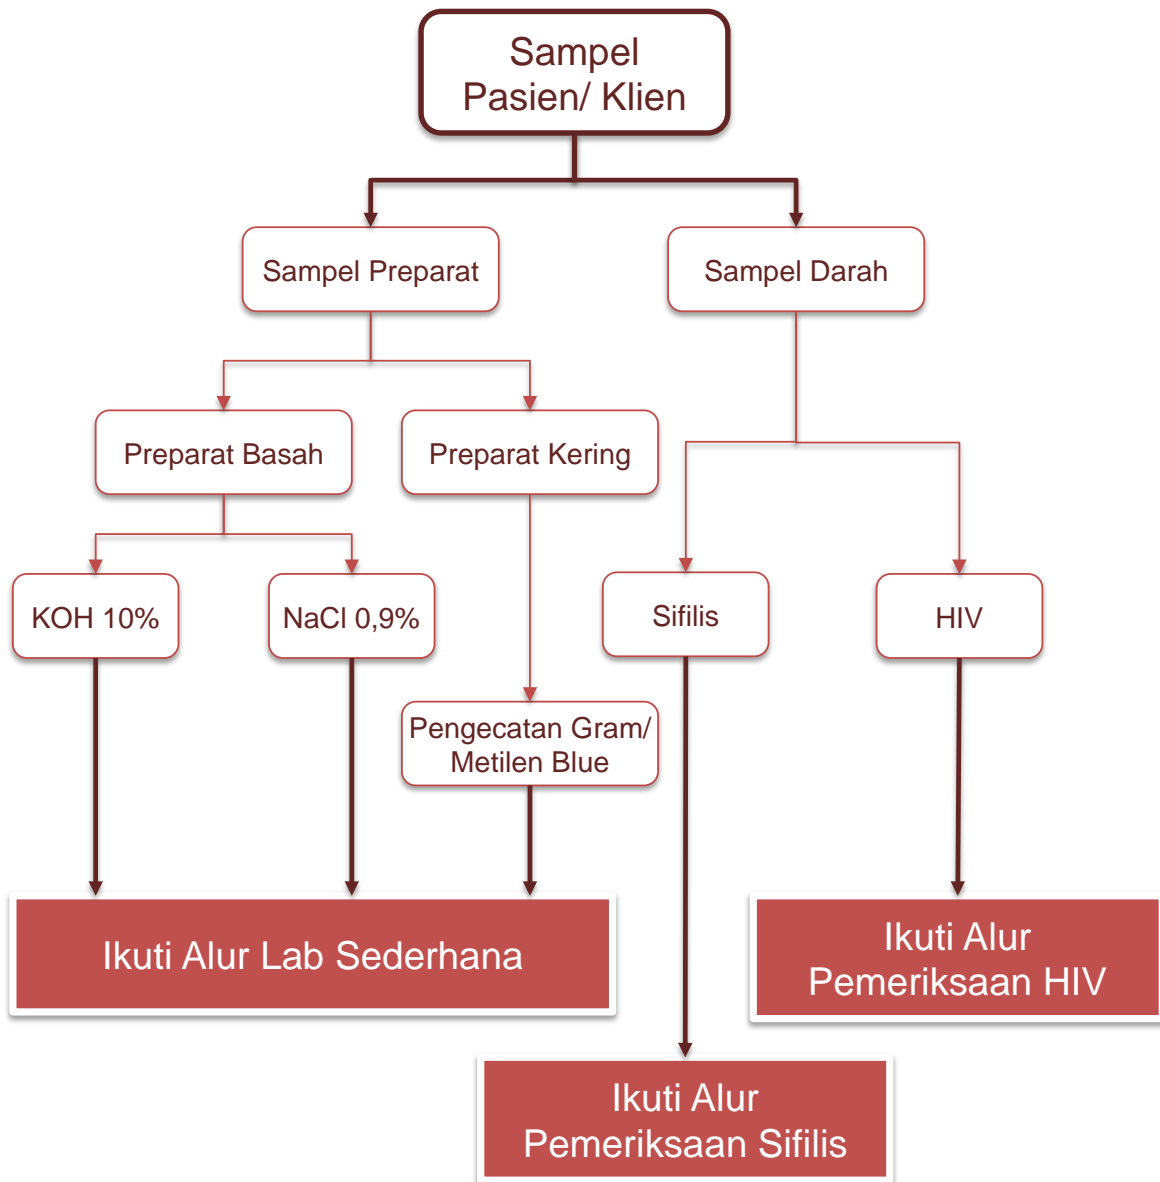 Sampel
Pasien/ Klien
Sampel Preparat
Sampel Darah
Preparat Basah
Preparat Kering
KOH 10%
NaCl 0,9%
Sifilis
HIV
Pengecatan Gram/
Metilen Blue
Ikuti Alur Lab Sederhana
Ikuti Alur
Pemeriksaan HIV
Ikuti Alur
Pemeriksaan Sifilis